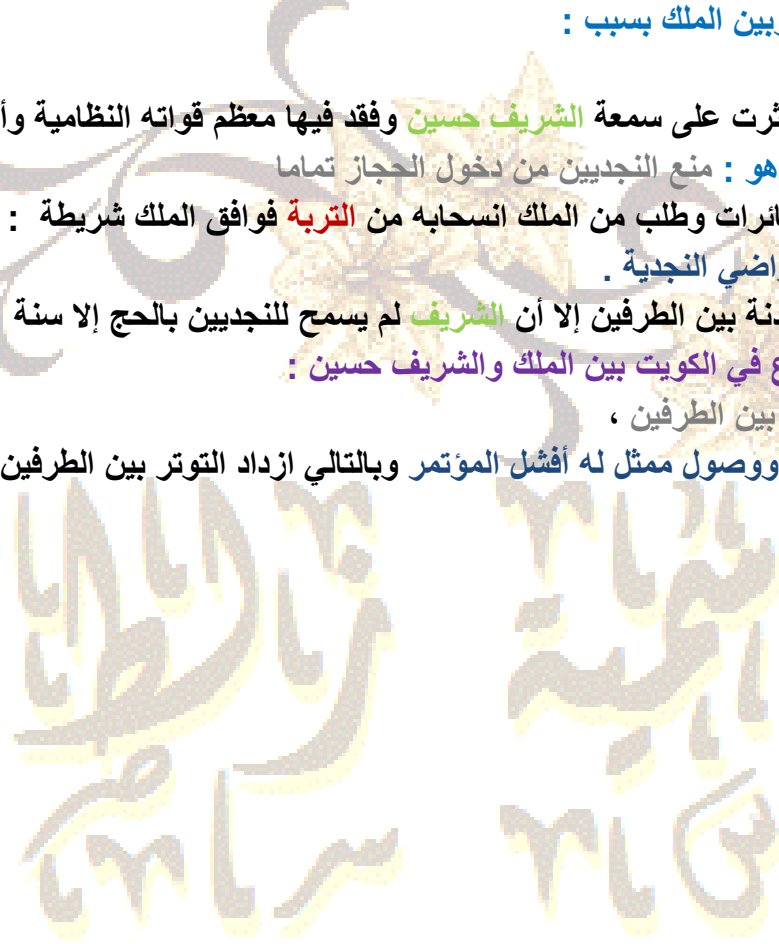 وبين الملك بسبب :
ثرت على سمعة الشريف حسين وفقد فيها معظم قواته النظامية وأ
هو : منع النجديين من دخول الحجاز تماما
ائرات وطلب من الملك انسحابه من التربة فوافق الملك شريطة :
راضي النجدية .
دنة بين الطرفين إلا أن الشريف لم يسمح للنجديين بالحج إلا سنة
ع في الكويت بين الملك والشريف حسين :
بين الطرفين ،
ووصول ممثل له أفشل المؤتمر وبالتالي ازداد التوتر بين الطرفين